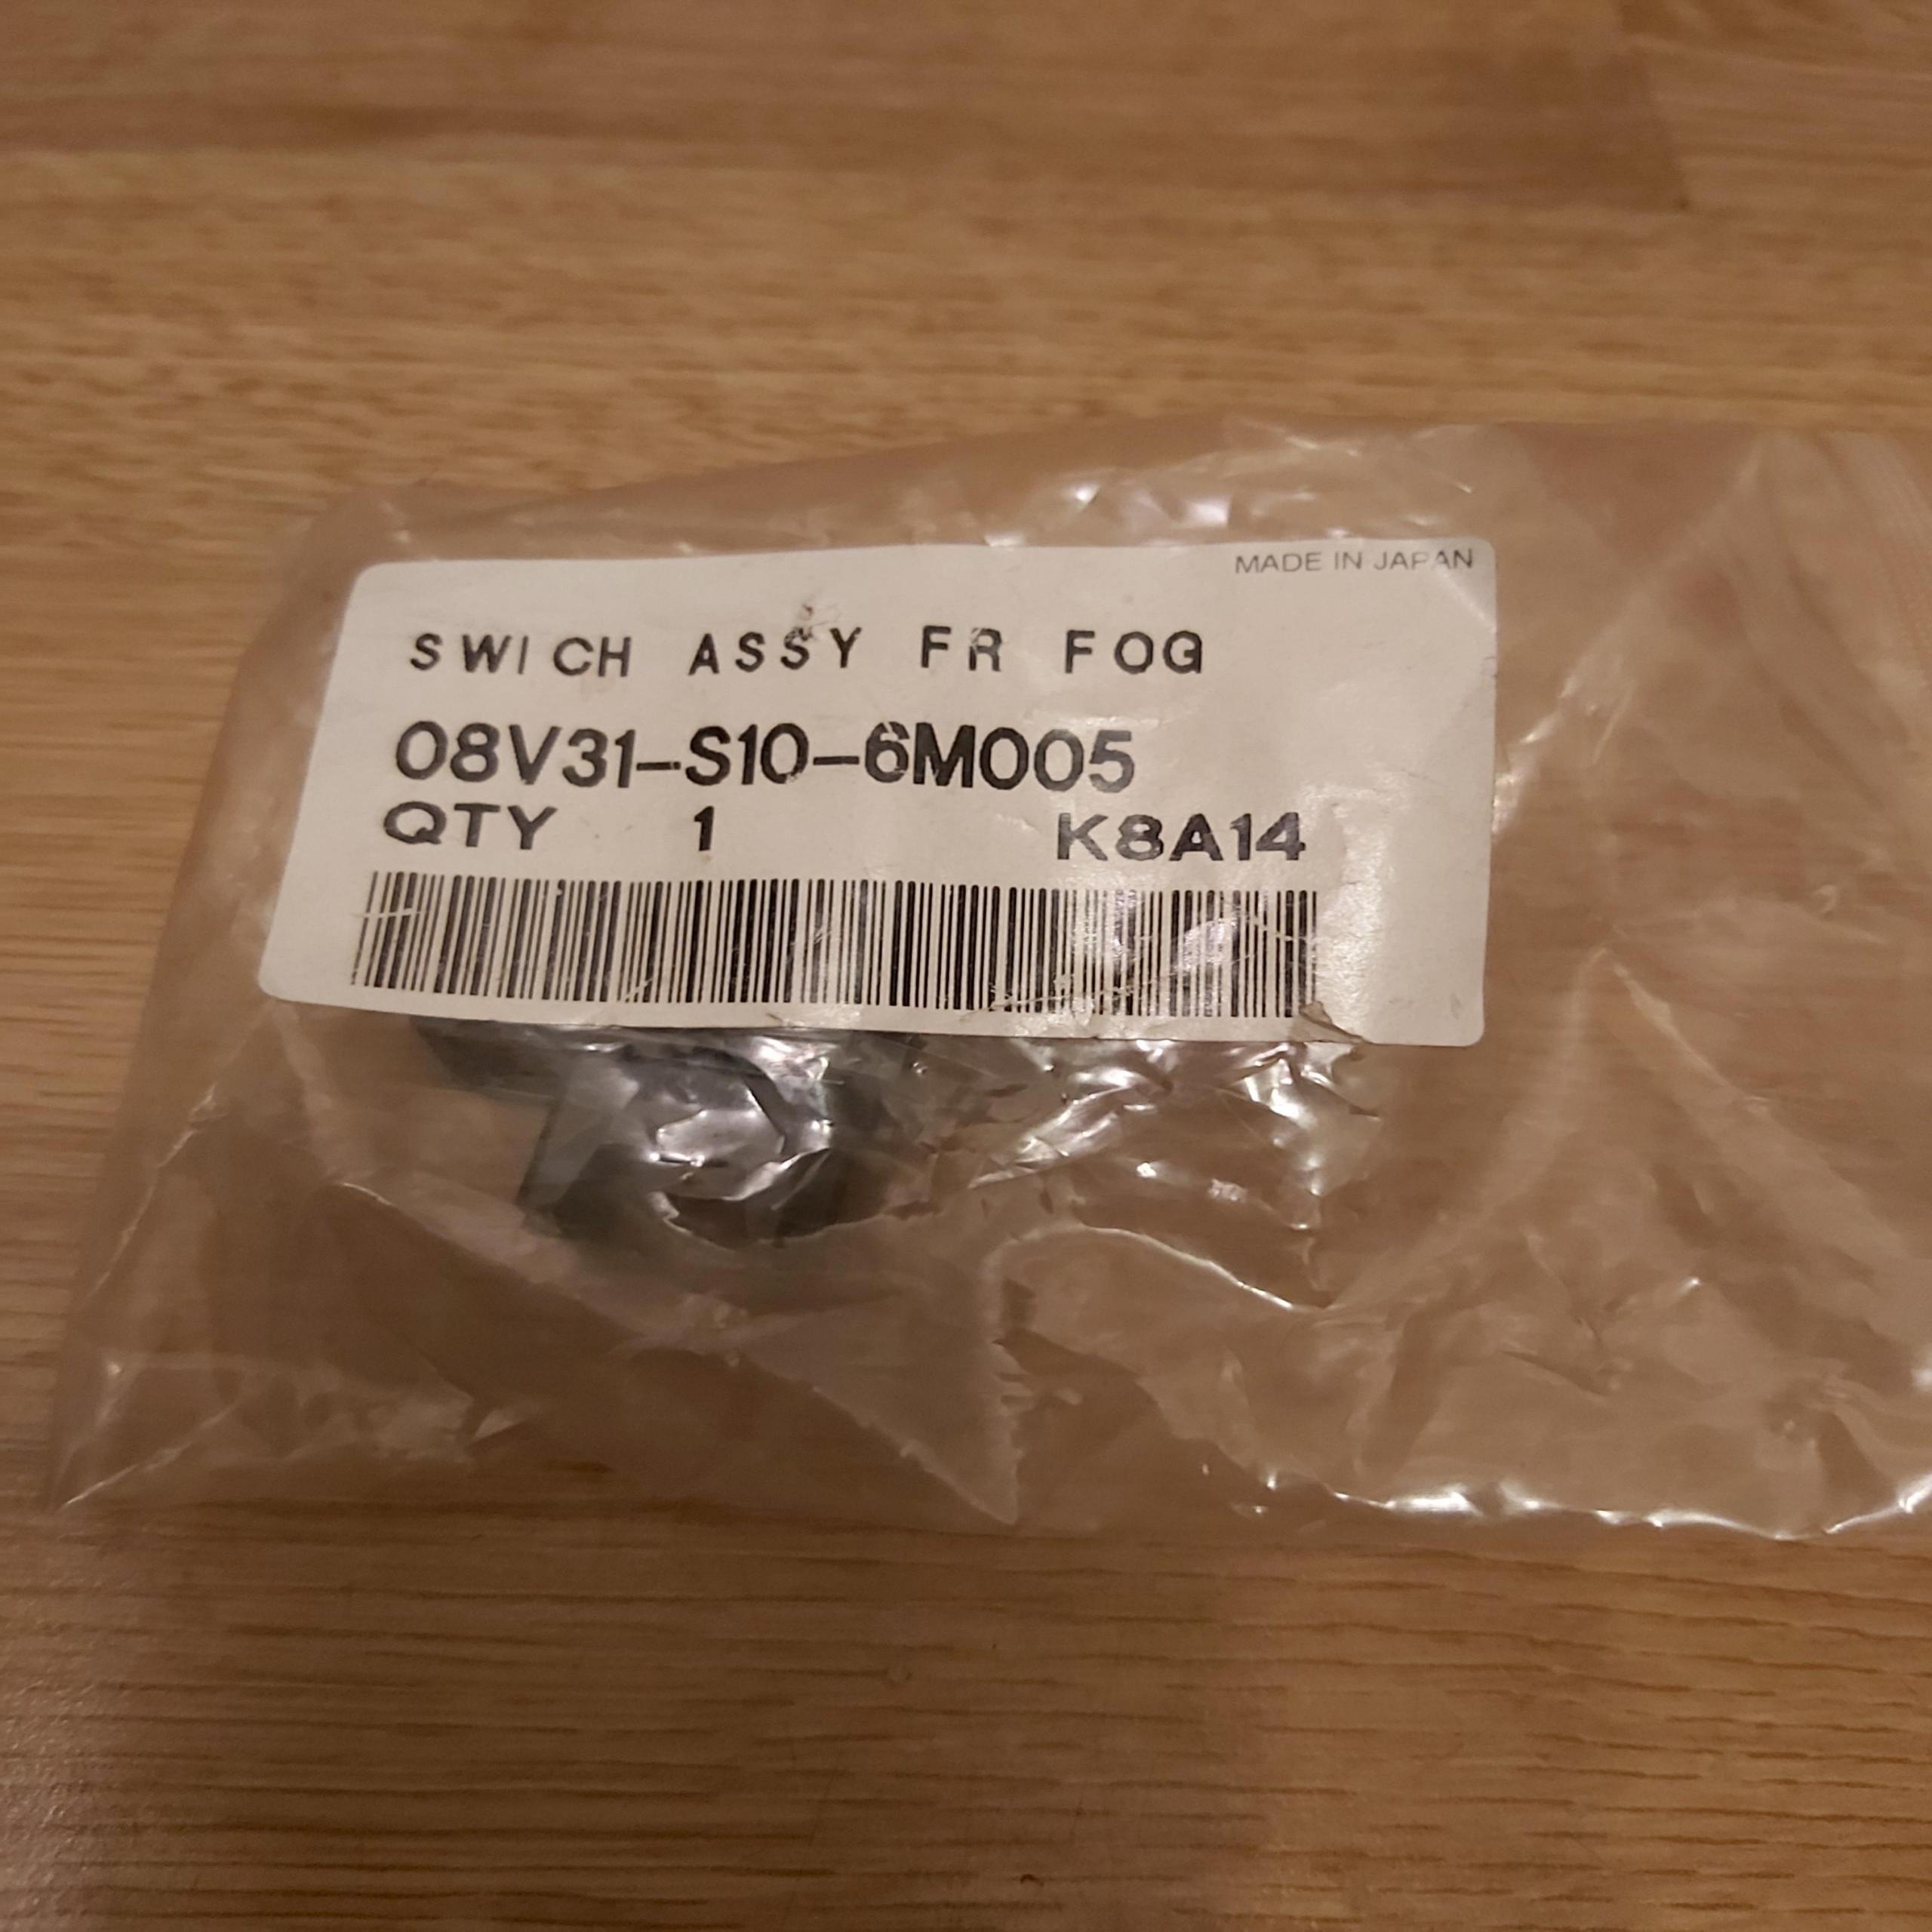 MADE IN JAPAN
SWICH ASSY FR FOG
08V31-S10-6M005
QTY 1 K8A14